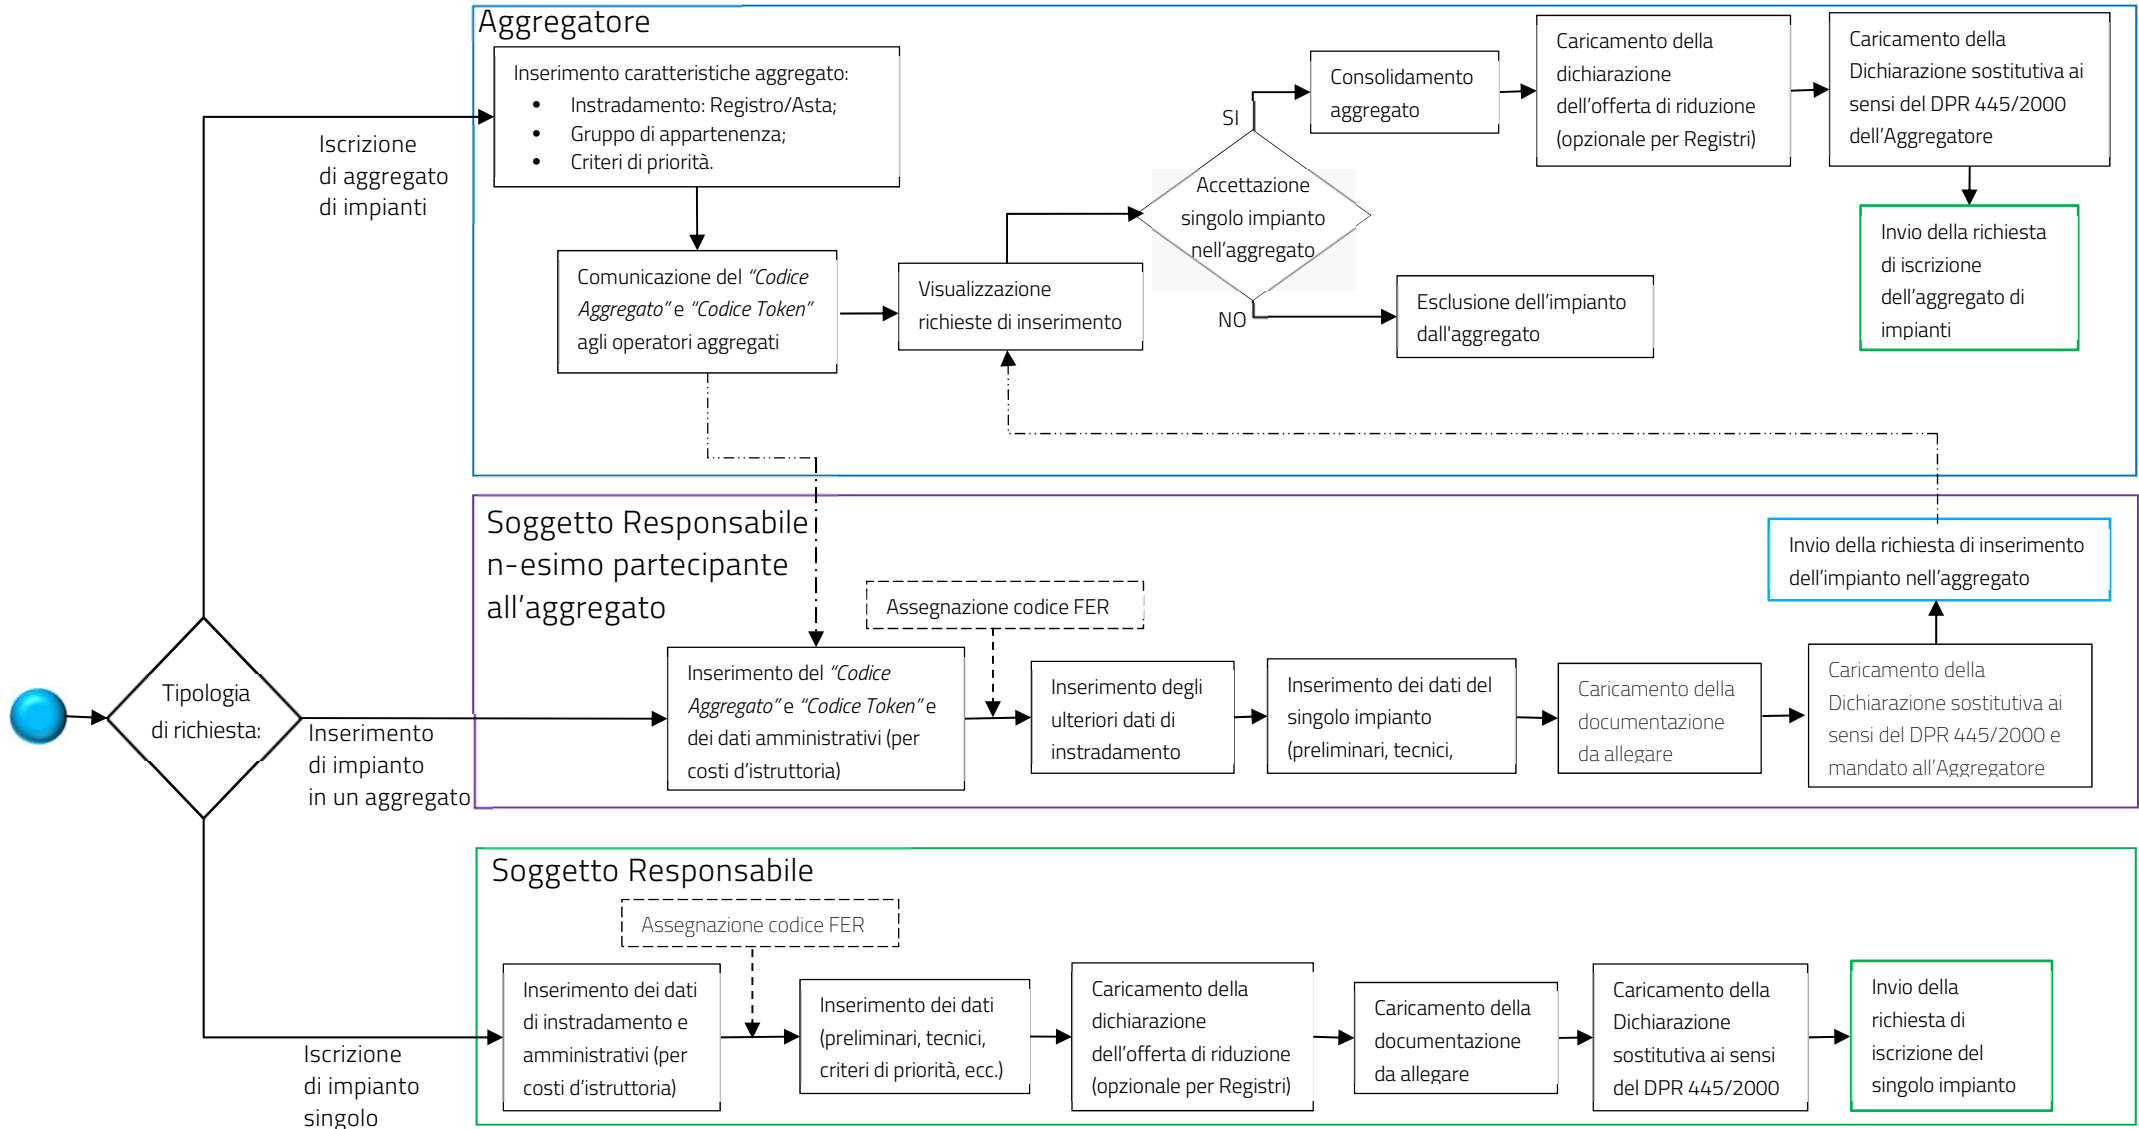 Aggregatore
Inserimento caratteristiche aggregato:
• Instradamento: Registro/Asta;
• Gruppo di appartenenza;
• Criteri di priorità.
Iscrizione
di aggregato
di impianti
Comunicazione del “Codice
Aggregato” e “Codice Token”
agli operatori aggregati
Visualizzazione
richieste di inserimento
Accettazione
singolo impianto
nell’aggregato
SI
NO
Consolidamento
aggregato
Caricamento della
dichiarazione
dell’offerta di riduzione
(opzionale per Registri)
Caricamento della
Dichiarazione sostitutiva ai
sensi del DPR 445/2000
dell’Aggregatore
Invio della richiesta
di iscrizione
dell’aggregato di
impianti
Esclusione dell’impianto
dall'aggregato
Tipologia
di richiesta:
Inserimento
di impianto
in un aggregato
Soggetto Responsabile
n-esimo partecipante
all’aggregato
Assegnazione codice FER
Inserimento del “Codice
Aggregato” e “Codice Token” e
dei dati amministrativi (per
costi d’istruttoria)
Inserimento degli
ulteriori dati di
instradamento
Inserimento dei dati del
singolo impianto
(preliminari, tecnici,
Caricamento della
documentazione
da allegare
Caricamento della
Dichiarazione sostitutiva ai
sensi del DPR 445/2000 e
mandato all’Aggregatore
Invio della richiesta di inserimento
dell’impianto nell’aggregato
Iscrizione
di impianto
singolo
Soggetto Responsabile
Assegnazione codice FER
Inserimento dei dati
di instradamento e
amministrativi (per
costi d’istruttoria)
Inserimento dei dati
(preliminari, tecnici,
criteri di priorità, ecc.)
Caricamento della
dichiarazione
dell’offerta di riduzione
(opzionale per Registri)
Caricamento della
documentazione
da allegare
Caricamento della
Dichiarazione
sostitutiva ai sensi
del DPR 445/2000
Invio della
richiesta di
iscrizione del
singolo impianto